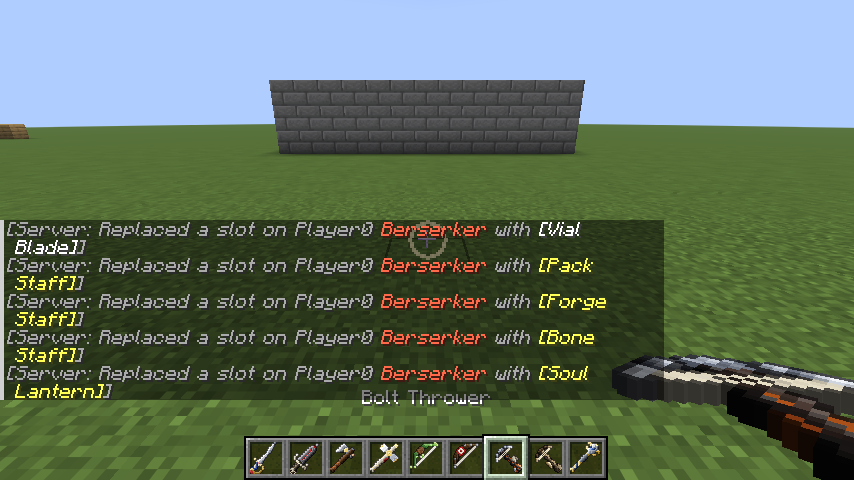 [Server: Replaced a slot on Player0 Berserker with [Vial
Blade]]
[Server: Replaced a slot on Player0 Berserker with [Pack
Staff]]
[Server: Replaced a slot on Player0 Berserker with [Forge
Staff]]
[Server: Replaced a slot on Player0 Berserker with [Bone
Staff]]
[Server: Replaced a slot on Player0 Berserker with [Soul
Lantern]]
Bolt Thrower